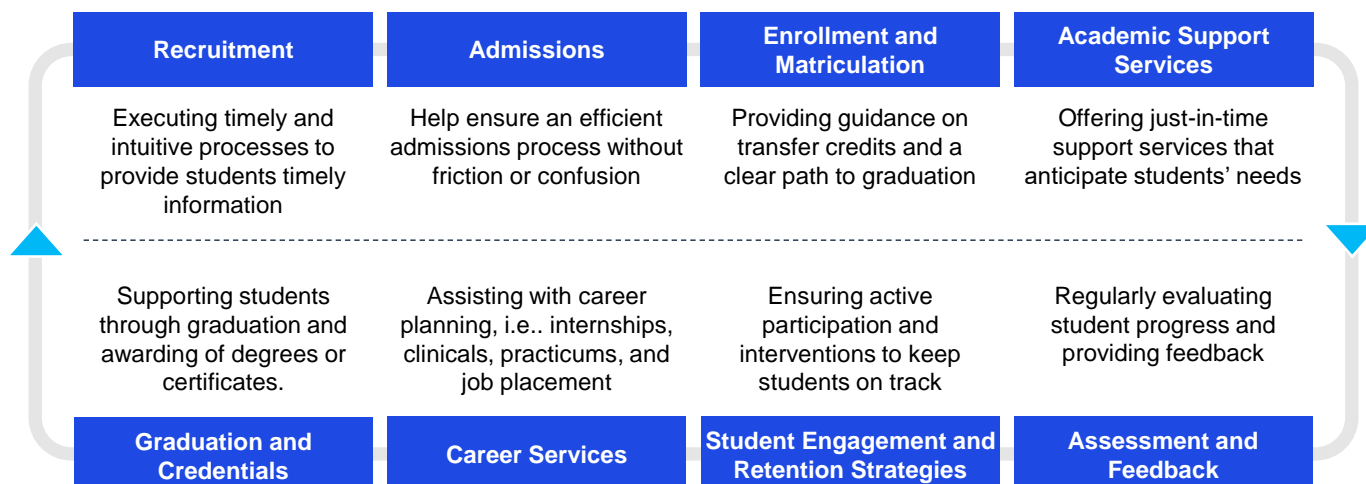 Recruitment
Executing timely and
intuitive processes to
provide students timely
information
Admissions
Help ensure an efficient
admissions process without
friction or confusion
Enrollment and
Matriculation
Providing guidance on
transfer credits and a
clear path to graduation
Academic Support
Services
Offering just-in-time
support services that
anticipate students’ needs
Supporting students
through graduation and
awarding of degrees or
certificates.
Graduation and
Credentials
Assisting with career
planning, i.e.. internships,
clinicals, practicums, and
job placement
Career Services
Ensuring active
participation and
interventions to keep
students on track
Student Engagement and
Retention Strategies
Regularly evaluating
student progress and
providing feedback
Assessment and
Feedback